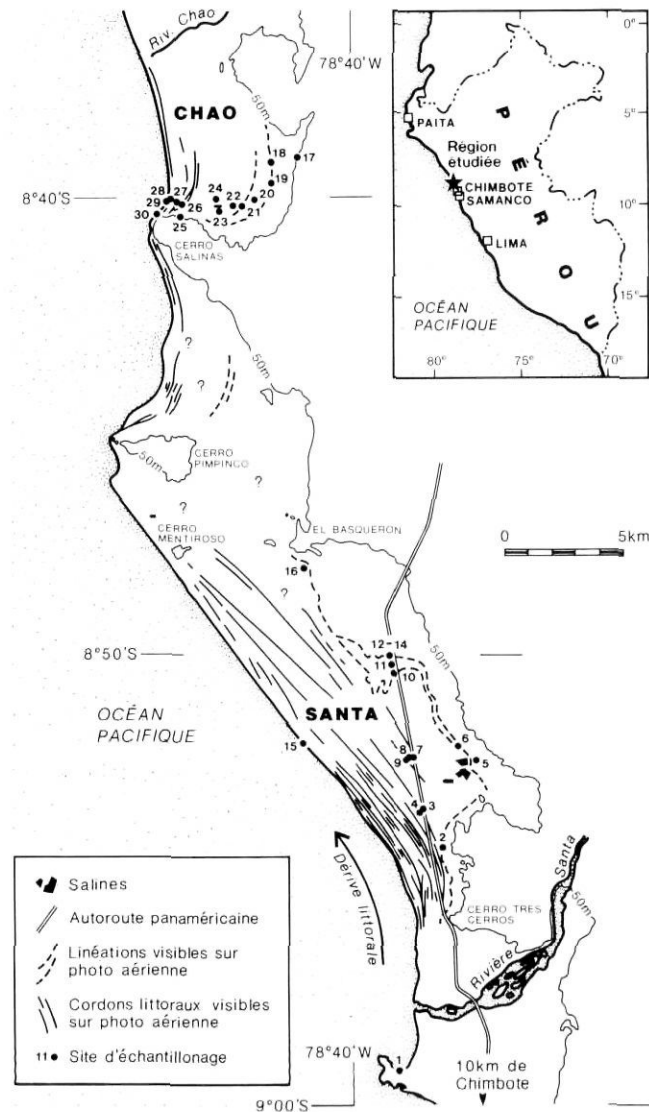 Riv. Chao
78°40'W
CHAO
50m
18
17
8°40'S
28
27
24
22
20
19
29
26
21
30
25
23
CERRO
SALINAS
?
50m
?
50m
CERRO
PIMPINGO
?
?
CERRO
MENTIROSO
EL BASQUERON
16
?
0
5km
8°50'S
12
14
11
10
50m
OCÉAN
PACIFIQUE
SANTA
15
8
7
9
6
5
4
3
2
Dérive littorale
CERRO TRES
CERROS
Rivière
Santa
50m
78°40'W
1
10km de
Chimbote
9°00'S
0°
5°
10°
15°
80°
75°
70°
PAITA
Région
étudiée
CHIMBOTE
SAMANCO
LIMA
PÉROU
OCÉAN
PACIFIQUE
Salines
Autoroute panaméricaine
Linéations visibles sur
photo aérienne
Cordons littoraux visibles
sur photo aérienne
11 Site d'échantillonage